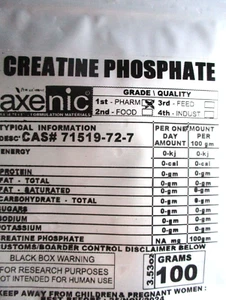 CREATINE PHOSPHATE
axenic
GRADE \ QUALITY
1st - PHARM
3rd - FEED
2nd - FOOD
4th - INDUST
TYPICAL INFORMATION
CAS# 71519-72-7
PER ONE DAY AMOUNT
AMOUNT PER 100 gm
ENERGY 0-kj 0-kj
0-cal 0-cal
PROTEIN 0-gm 0-gm
FAT - TOTAL 0-gm 0-gm
FAT - SATURATED 0-gm 8-gm
CARBOHYDRATE - TOTAL 0-gm 0-gm
SUGARS 0-gm 0-gm
SODIUM 0-gm 0-gm
POTASSIUM 0-gm 0-gm
CREATINE PHOSPHATE NA mg 100gm
CUSTOMS/BOARDER CONTROL DISCLAIMER BELOW
BLACK BOX WARNING
FOR RESEARCH PURPOSES
NOT INTENDED FOR HUMAN USE
3.53oz
GRAMS
100
KEEP AWAY FROM CHILDREN & PREGNANT WOMEN